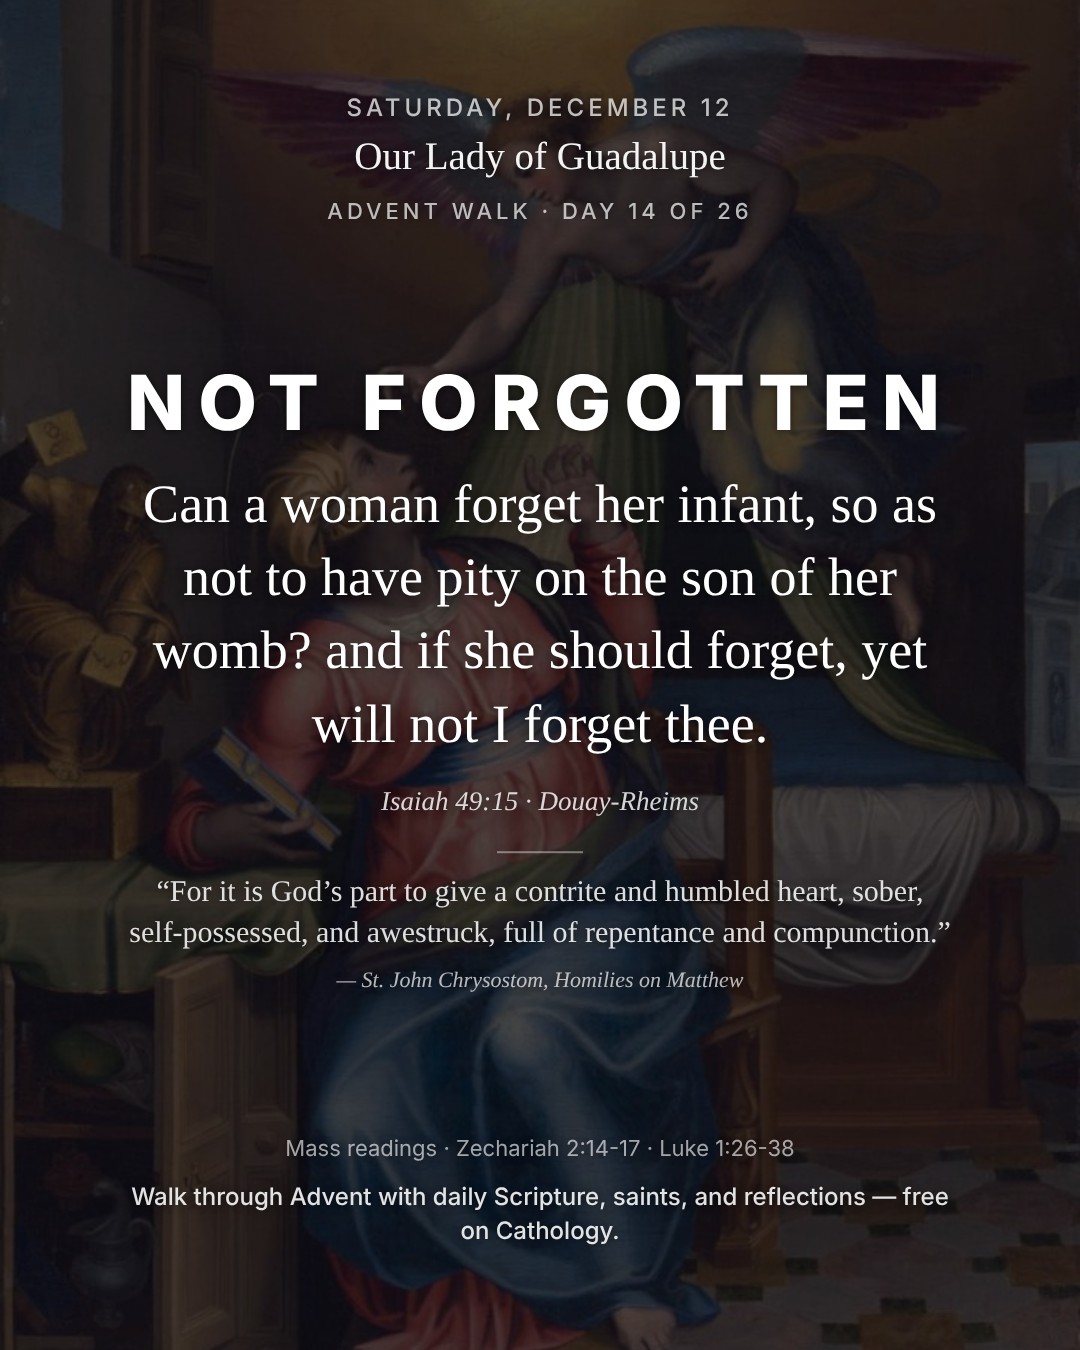 SATURDAY, DECEMBER 12
Our Lady of Guadalupe
ADVENT WALK · DAY 14 OF 26
NOT FORGOTTEN
Can a woman forget her infant, so as
not to have pity on the son of her
womb? and if she should forget, yet
will not I forget thee.
Isaiah 49:15 · Douay-Rheims
“For it is God’s part to give a contrite and humbled heart, sober,
self-possessed, and awestruck, full of repentance and compunction.”
— St. John Chrysostom, Homilies on Matthew
Mass readings · Zechariah 2:14-17 · Luke 1:26-38
Walk through Advent with daily Scripture, saints, and reflections — free
on Cathology.